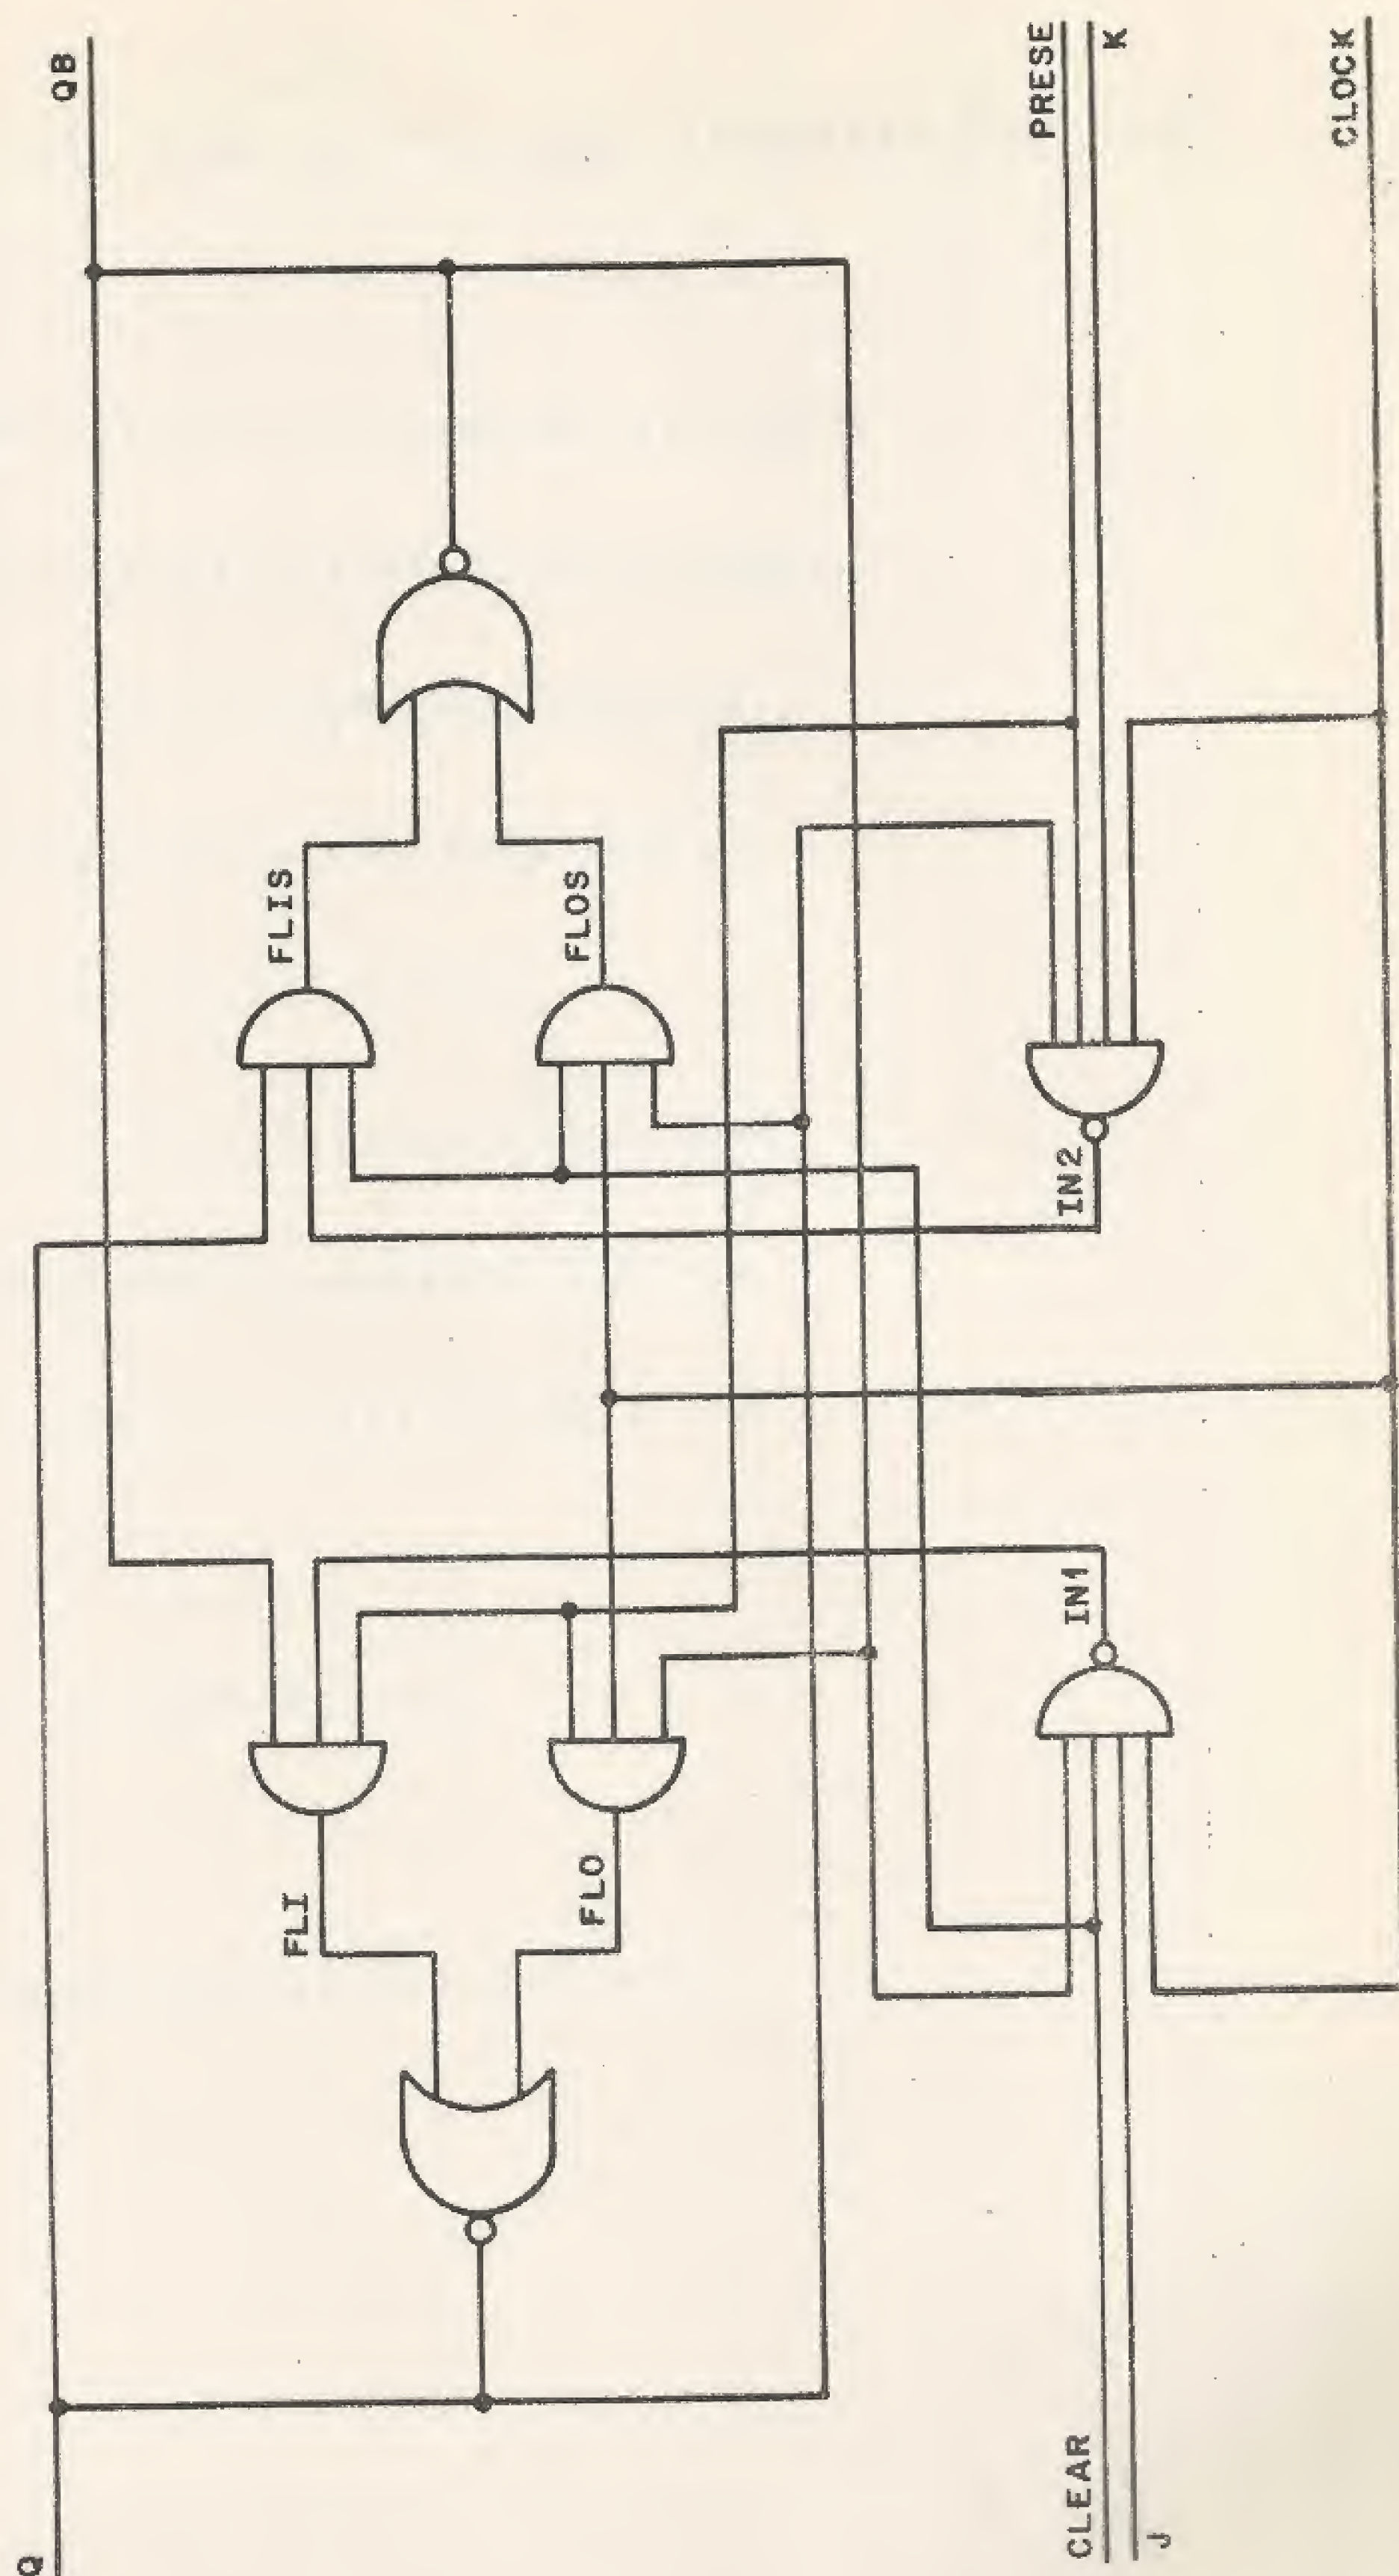 QB
PRESE
K
CLOCK
FLIS
FLOS
IN2
IN1
FLI
FLO
CLEAR
J
Q